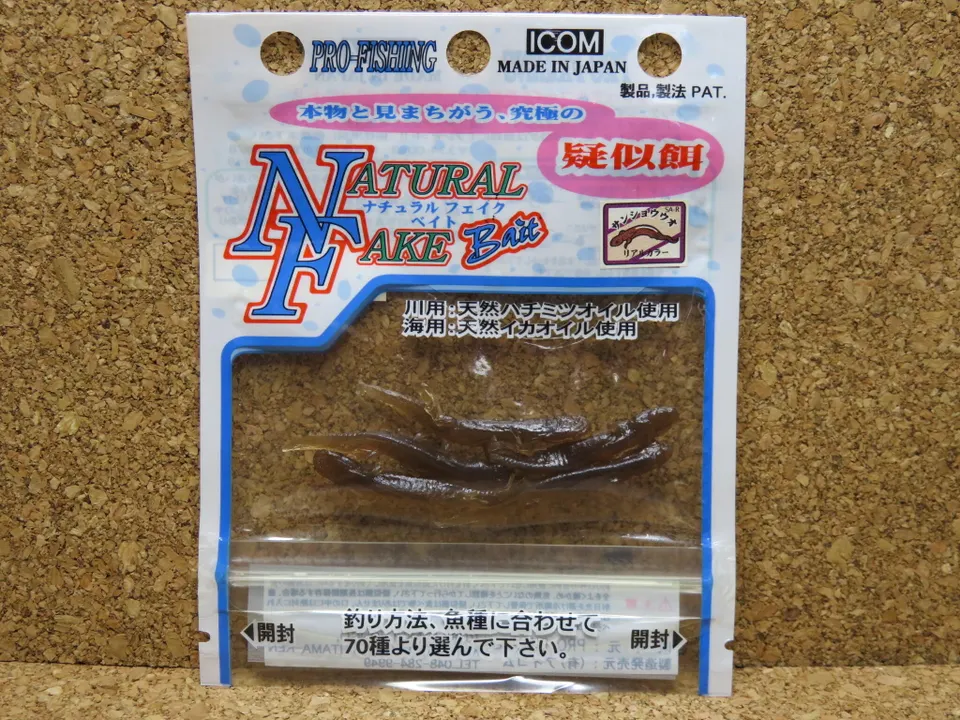 PRO-FISHING
ICOM
MADE IN JAPAN
製品,製法 PAT.
本物と見まちがう、究極の
疑似餌
NATURAL
ナチュラル フェイク
ベイト
FAKE Bait
サンショウウオ
リアルカラー
川用:天然ハチミツオイル使用
海用:天然イカオイル使用
釣り方法、魚種に合わせて
70種より選んで下さい。
開封
開封
TEL048-284-9949